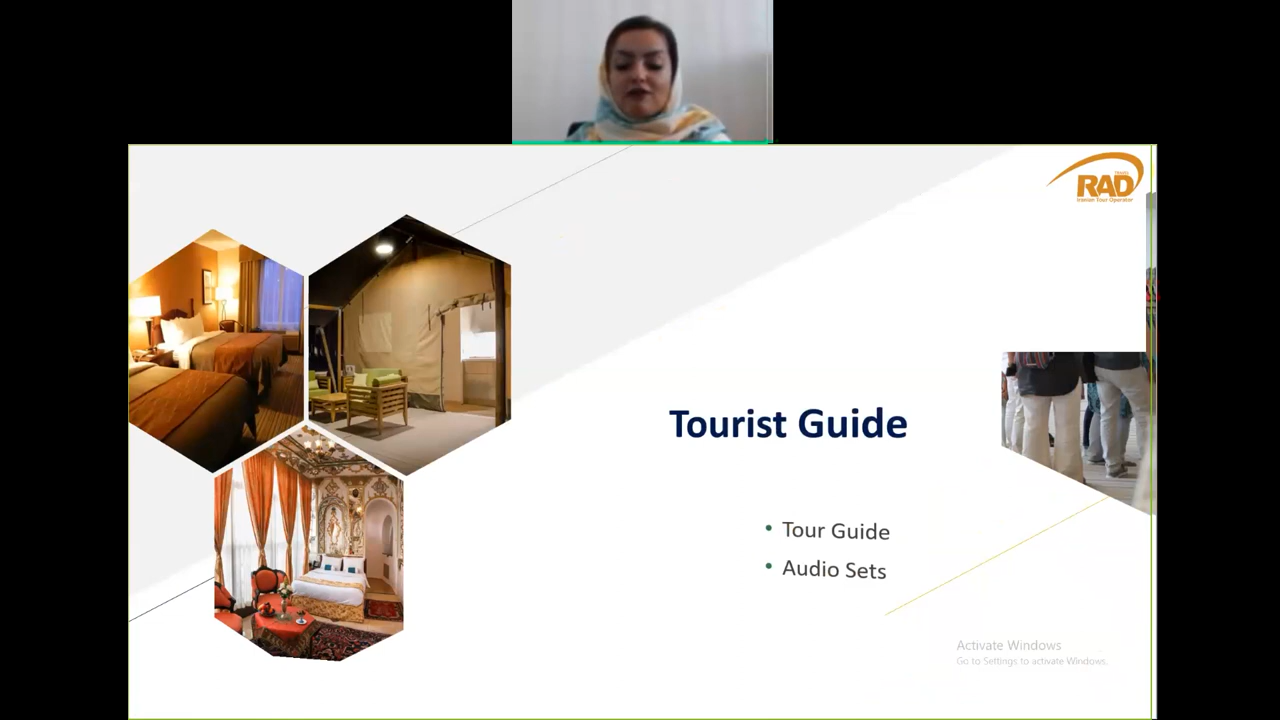 TRAVEL
RAD
Iranian Tour Operator
Tourist Guide
• Tour Guide
• Audio Sets
Activate Windows
Go to Settings to activate Windows.